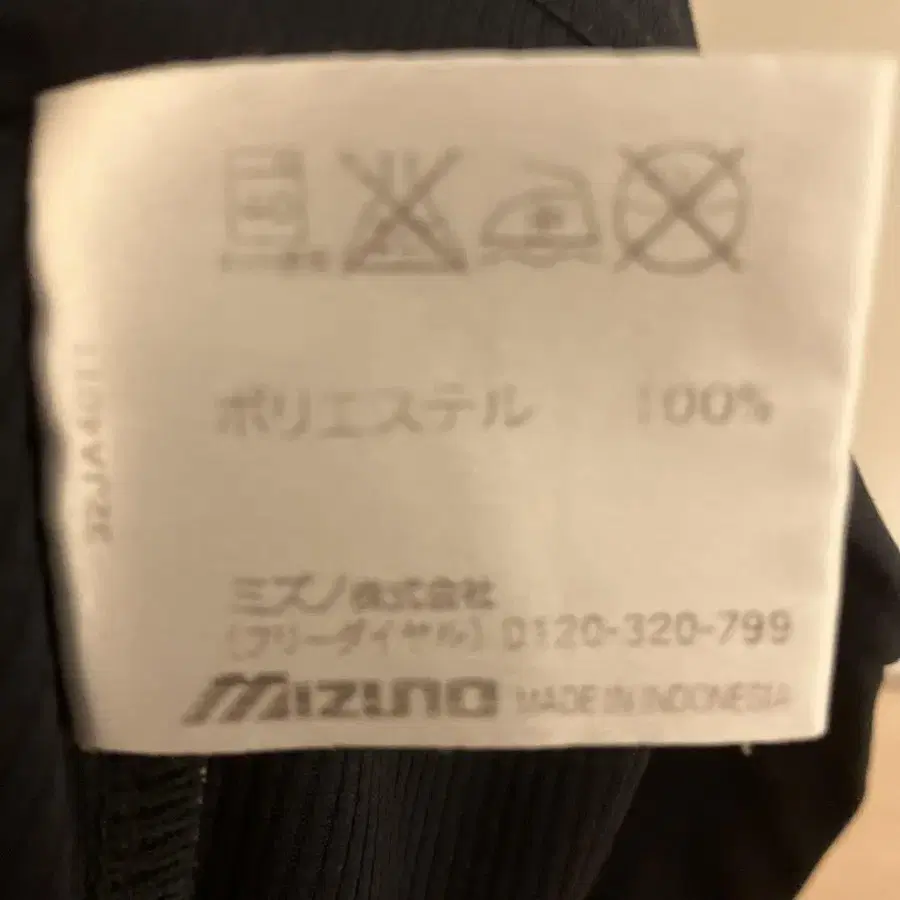 ポリエステル 100%
ミズノ株式会社
(フリーダイヤル) 0120-320-799
MIZUNO MADE IN INDONESIA